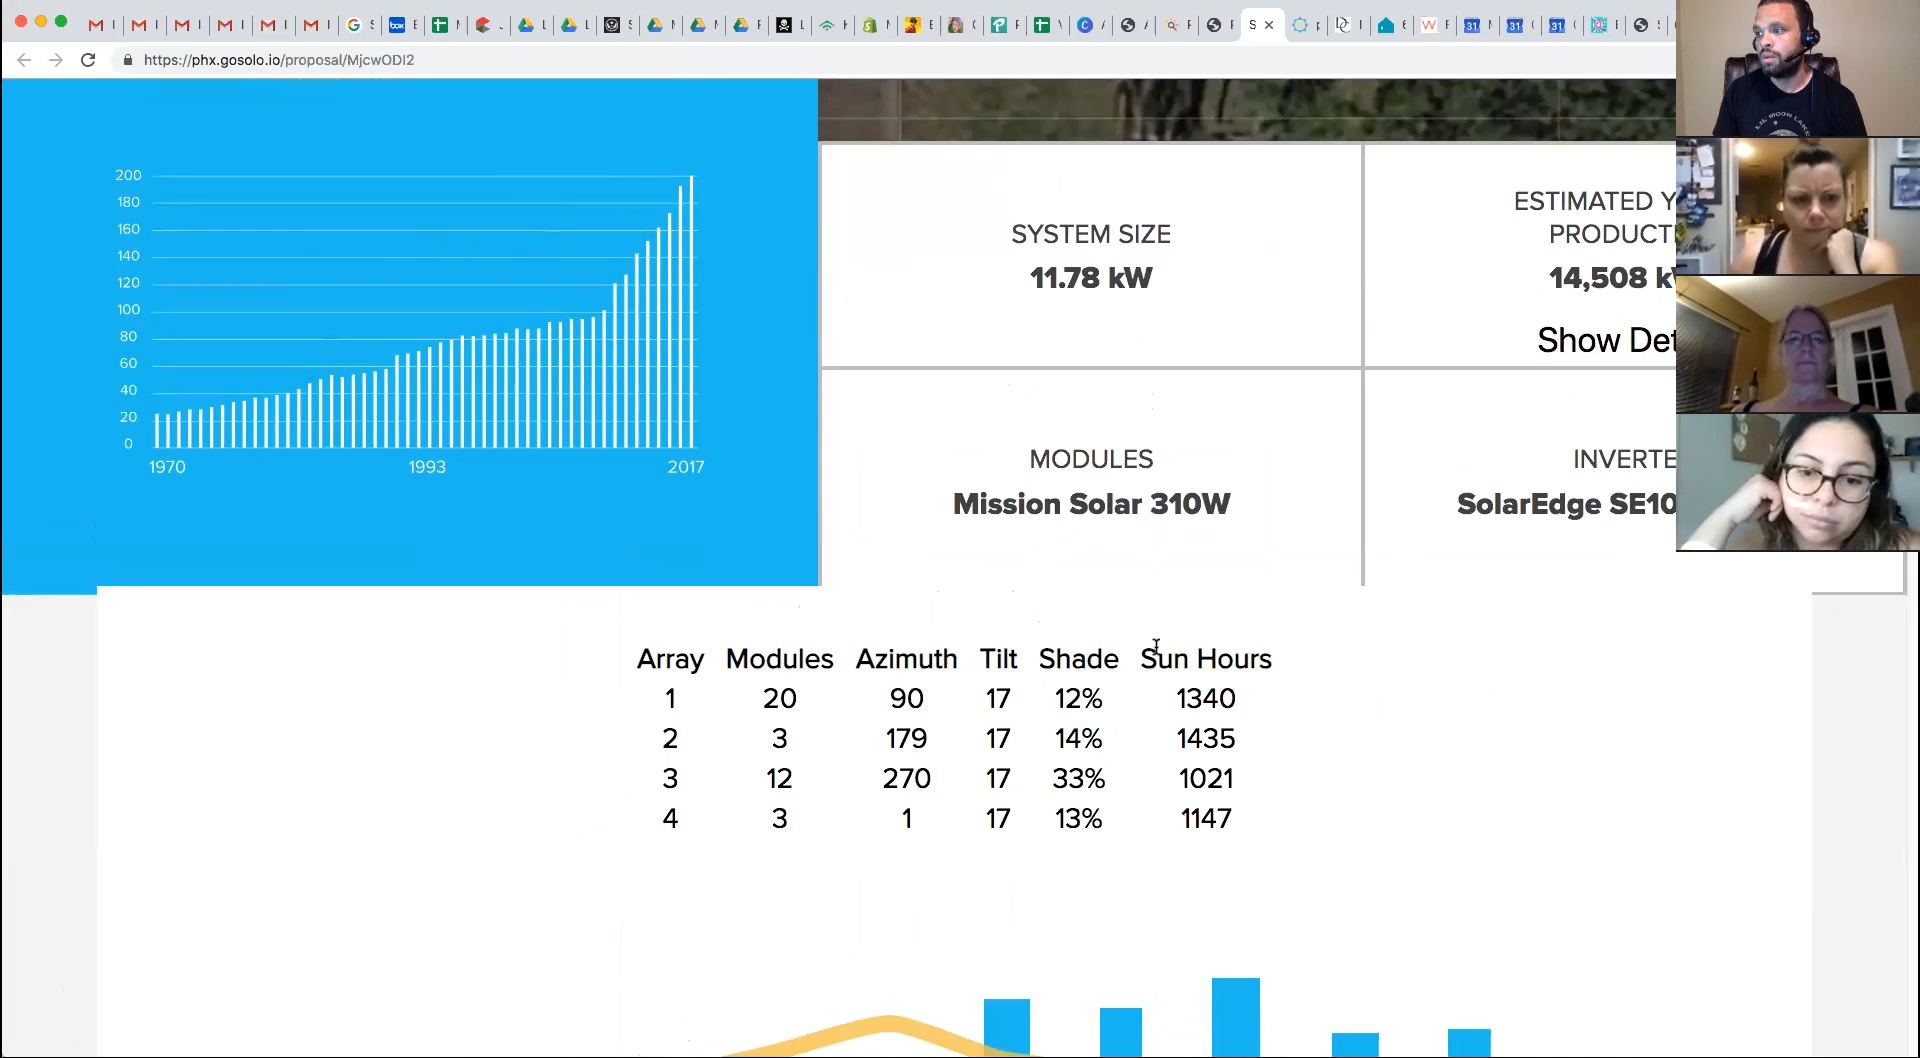 https://phx.gosolo.io/proposal/MjcwODI2
200
180
160
140
120
100
80
60
40
20
0
1970 1993 2017
SYSTEM SIZE
11.78 kW
ESTIMATED Y
PRODUCT
14,508 k
Show Det
MODULES
Mission Solar 310W
INVERTE
SolarEdge SE10
Array Modules Azimuth Tilt Shade Sun Hours
1 20 90 17 12% 1340
2 3 179 17 14% 1435
3 12 270 17 33% 1021
4 3 1 17 13% 1147
LIL MOON LAKE